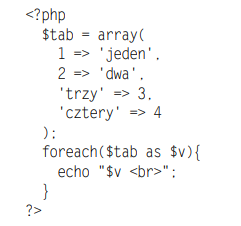 <?php
$tab = array(
1 => 'jeden',
2 => 'dwa',
'trzy' => 3,
'cztery' => 4
);
foreach($tab as $v){
echo "$v <br>";
}
?>